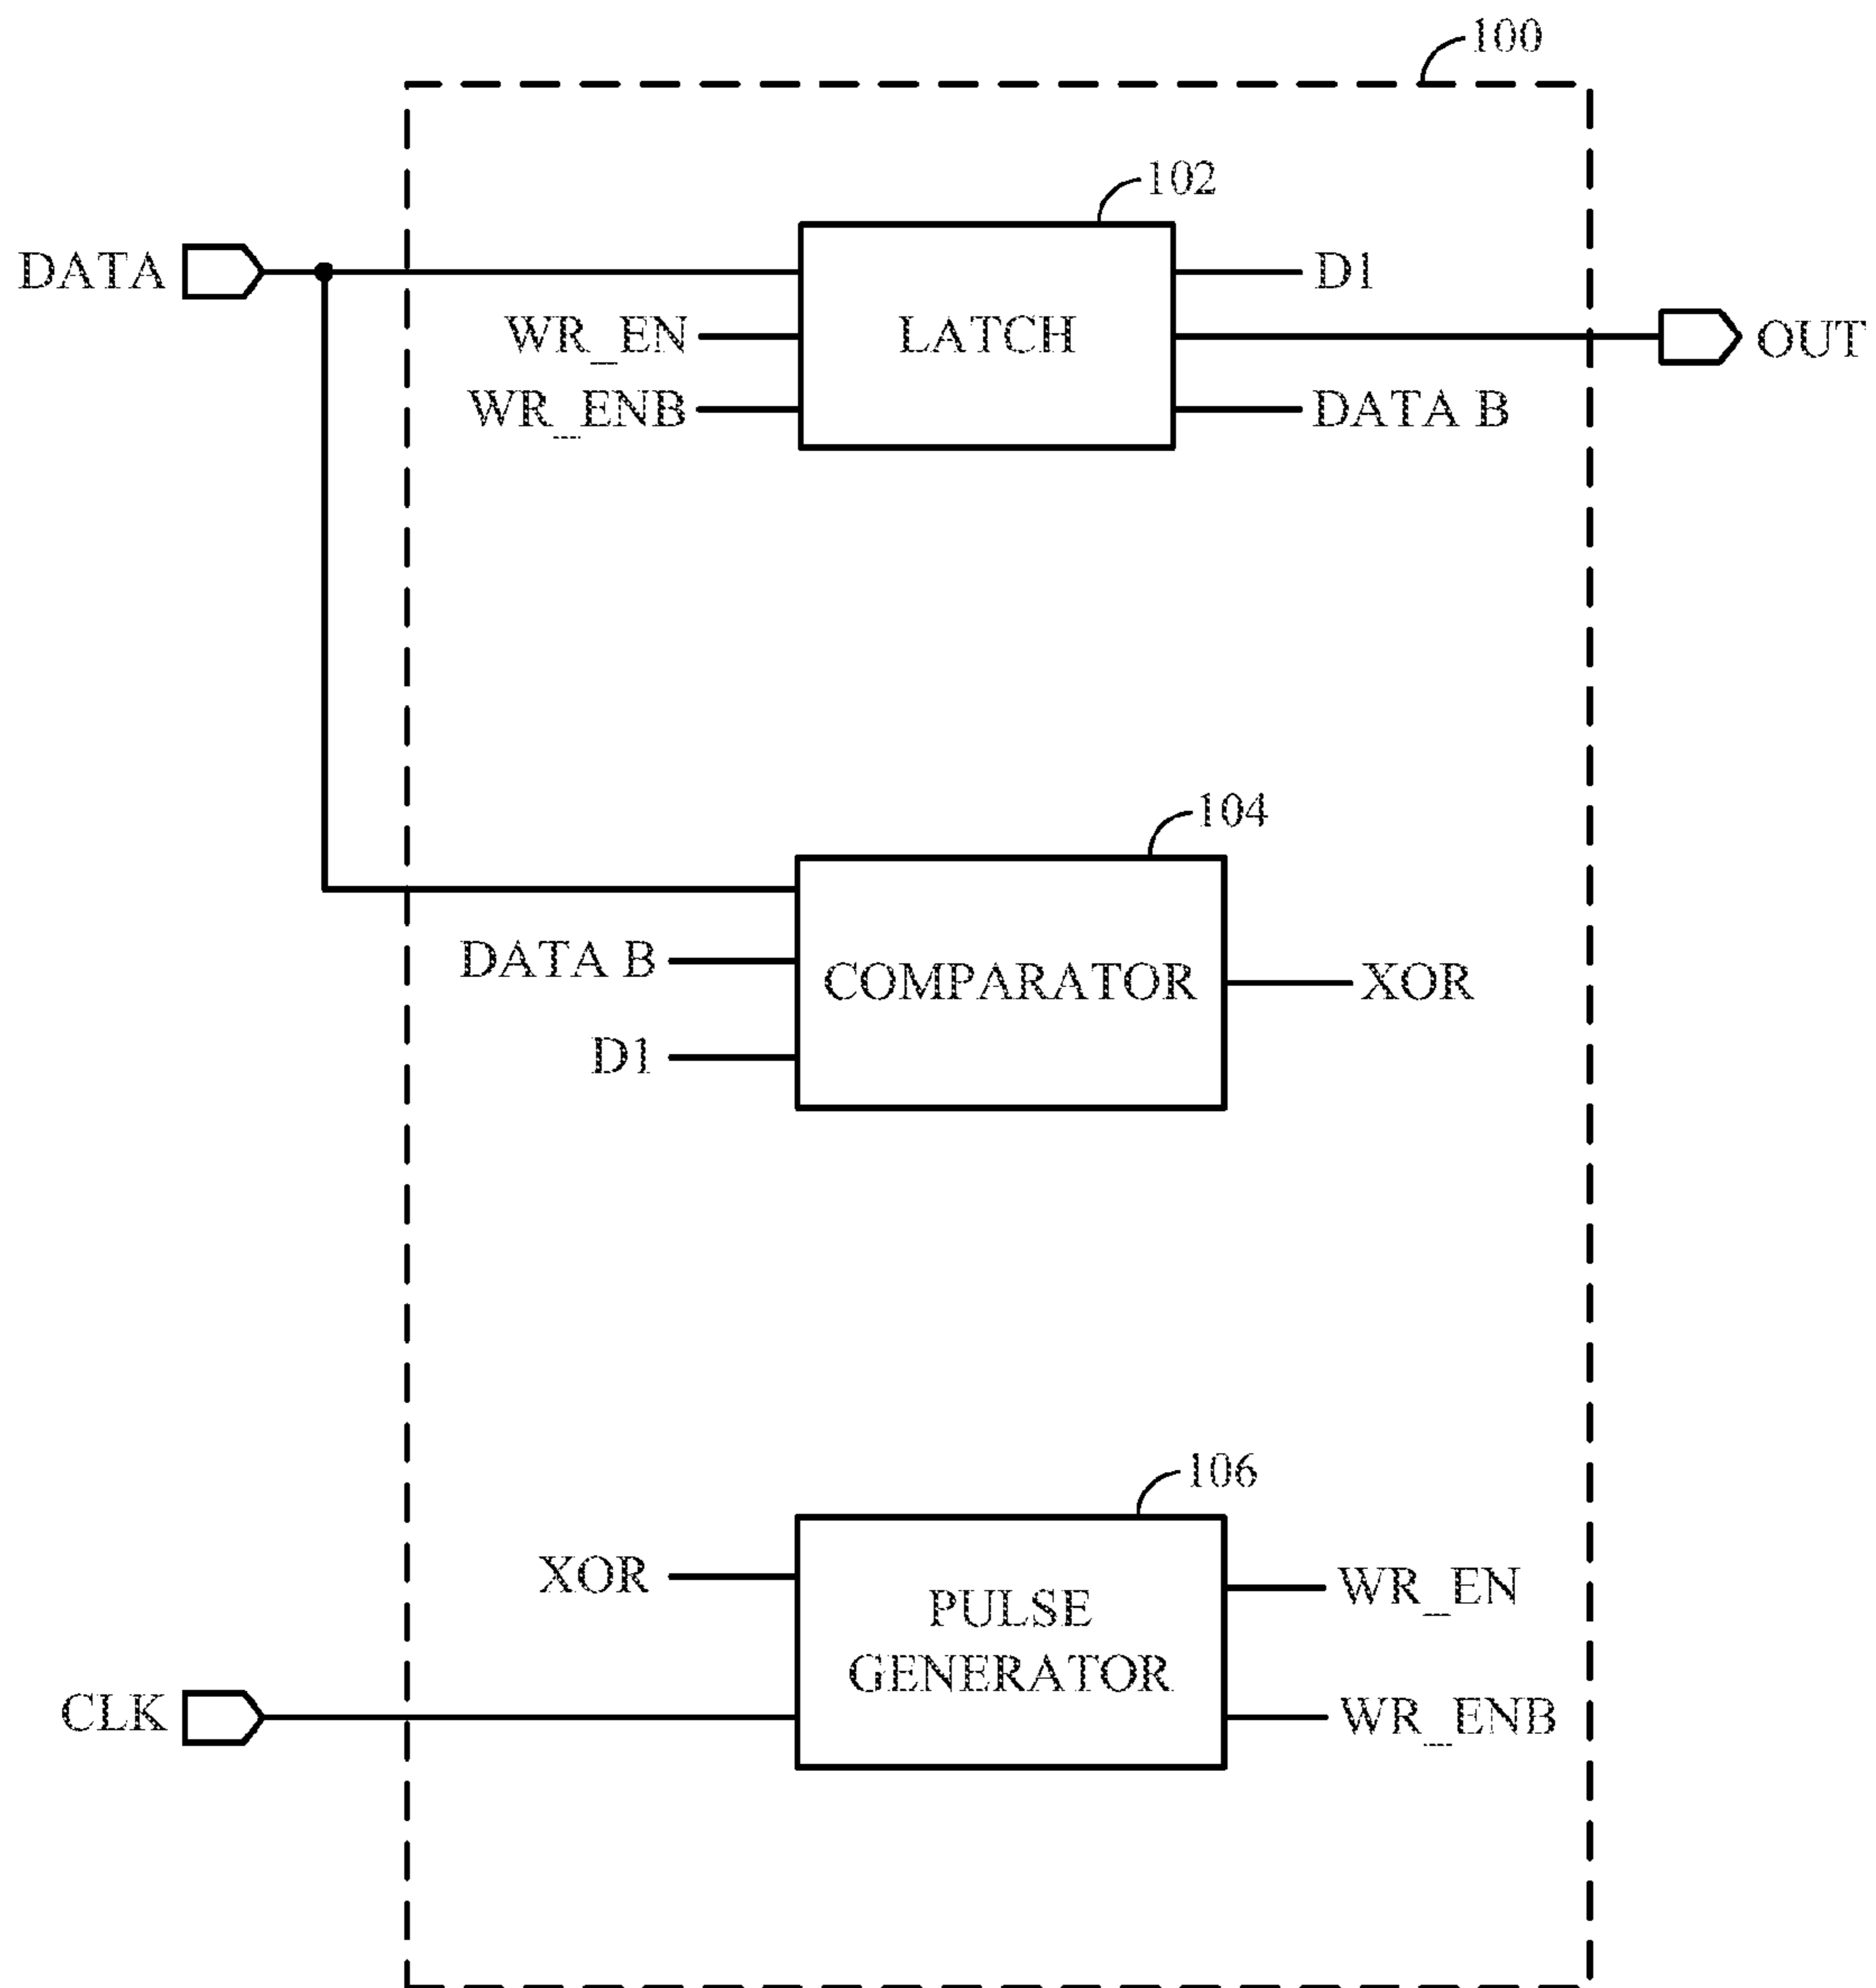 100
102
DATA
D1
WR_EN
LATCH
OUT
WR_ENB
DATA B
104
DATA B
COMPARATOR
XOR
D1
106
XOR
WR_EN
PULSE
GENERATOR
CLK
WR_ENB